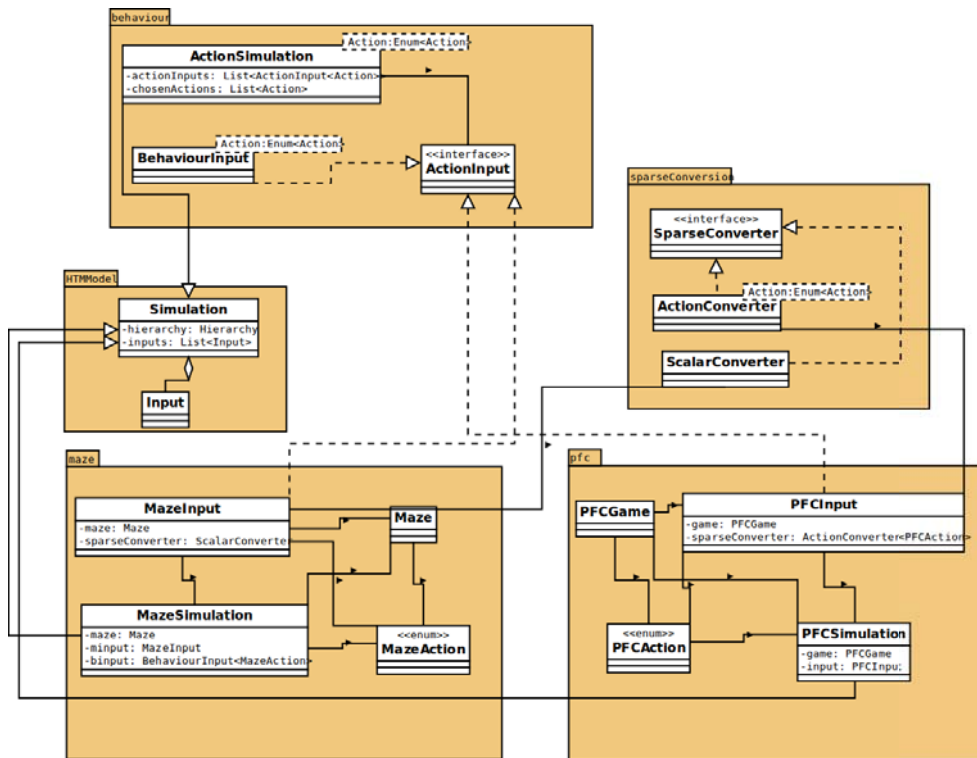 behaviour
Action:Enum<Action>
ActionSimulation
-actionInputs: List<ActionInput<Action>
-chosenActions: List<Action>
Action:Enum<Action>
BehaviourInput
<<interface>>
ActionInput
sparseConversion
<<interface>>
SparseConverter
Action:Enum<Action>
ActionConverter
ScalarConverter
HTMModel
Simulation
-hierarchy: Hierarchy
-inputs: List<Input>
Input
maze
MazeInput
-maze: Maze
-sparseConverter: ScalarConverter
Maze
MazeSimulation
-maze: Maze
-minput: MazeInput
-binput: BehaviourInput<MazeAction>
<<enum>>
MazeAction
pfc
PFCGame
PFCInput
-game: PFCGame
-sparseConverter: ActionConverter<PFCAction>
<<enum>>
PFCAction
PFCSimulation
-game: PFCGame
-input: PFCInput